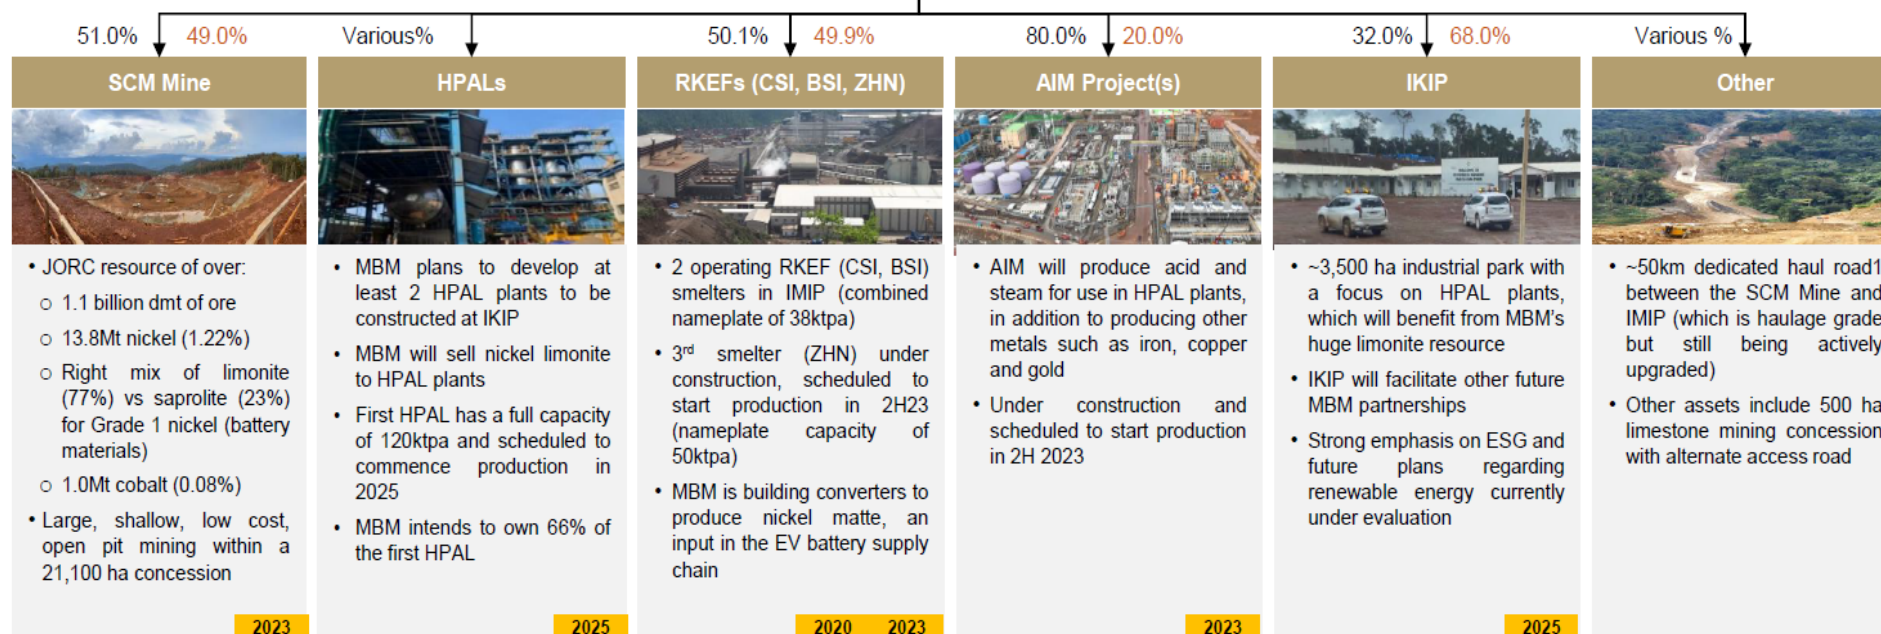 51.0% 49.0%
Various%
50.1% 49.9%
80.0% 20.0%
32.0% 68.0%
Various %
SCM Mine
• JORC resource of over:
o 1.1 billion dmt of ore
o 13.8Mt nickel (1.22%)
o Right mix of limonite
(77%) vs saprolite (23%)
for Grade 1 nickel (battery
materials)
o 1.0Mt cobalt (0.08%)
• Large, shallow, low cost,
open pit mining within a
21,100 ha concession
2023
HPALs
• MBM plans to develop at
least 2 HPAL plants to be
constructed at IKIP
• MBM will sell nickel limonite
to HPAL plants
• First HPAL has a full capacity
of 120ktpa and scheduled to
commence production in
2025
• MBM intends to own 66% of
the first HPAL
2025
RKEFs (CSI, BSI, ZHN)
• 2 operating RKEF (CSI, BSI)
smelters in IMIP (combined
nameplate of 38ktpa)
• 3rd smelter (ZHN) under
construction, scheduled to
start production in 2H23
(nameplate capacity of
50ktpa)
• MBM is building converters to
produce nickel matte, an
input in the EV battery supply
chain
2020 2023
AIM Project(s)
• AIM will produce acid and
steam for use in HPAL plants,
in addition to producing other
metals such as iron, copper
and gold
• Under construction and
scheduled to start production
in 2H 2023
2023
IKIP
• ~3,500 ha industrial park with
a focus on HPAL plants,
which will benefit from MBM's
huge limonite resource
• IKIP will facilitate other future
MBM partnerships
• Strong emphasis on ESG and
future plans regarding
renewable energy currently
under evaluation
2025
Other
• ~50km dedicated haul road1
between the SCM Mine and
IMIP (which is haulage grade
but still being actively
upgraded)
• Other assets include 500 ha
limestone mining concession
with alternate access road